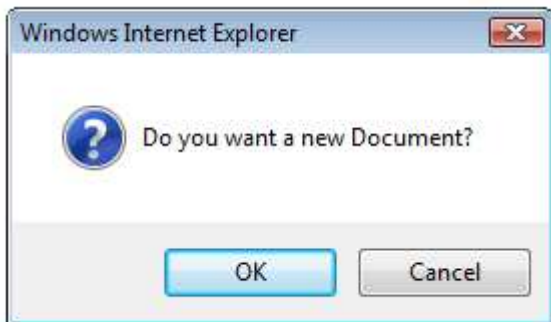 Windows Internet Explorer
Do you want a new Document?
OK
Cancel